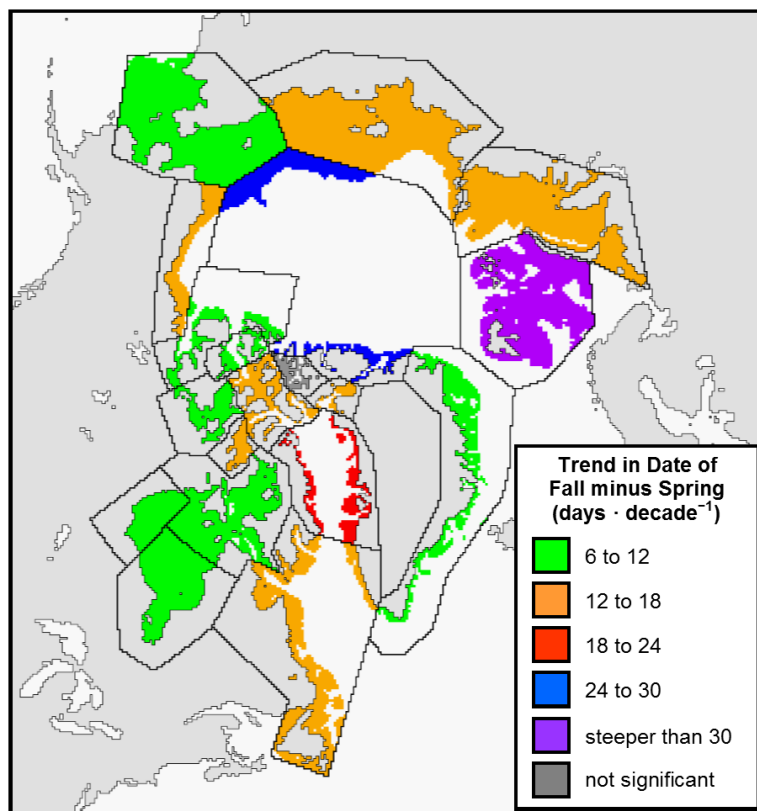 Trend in Date of
Fall minus Spring
(days · decade⁻¹)
6 to 12
12 to 18
18 to 24
24 to 30
steeper than 30
not significant